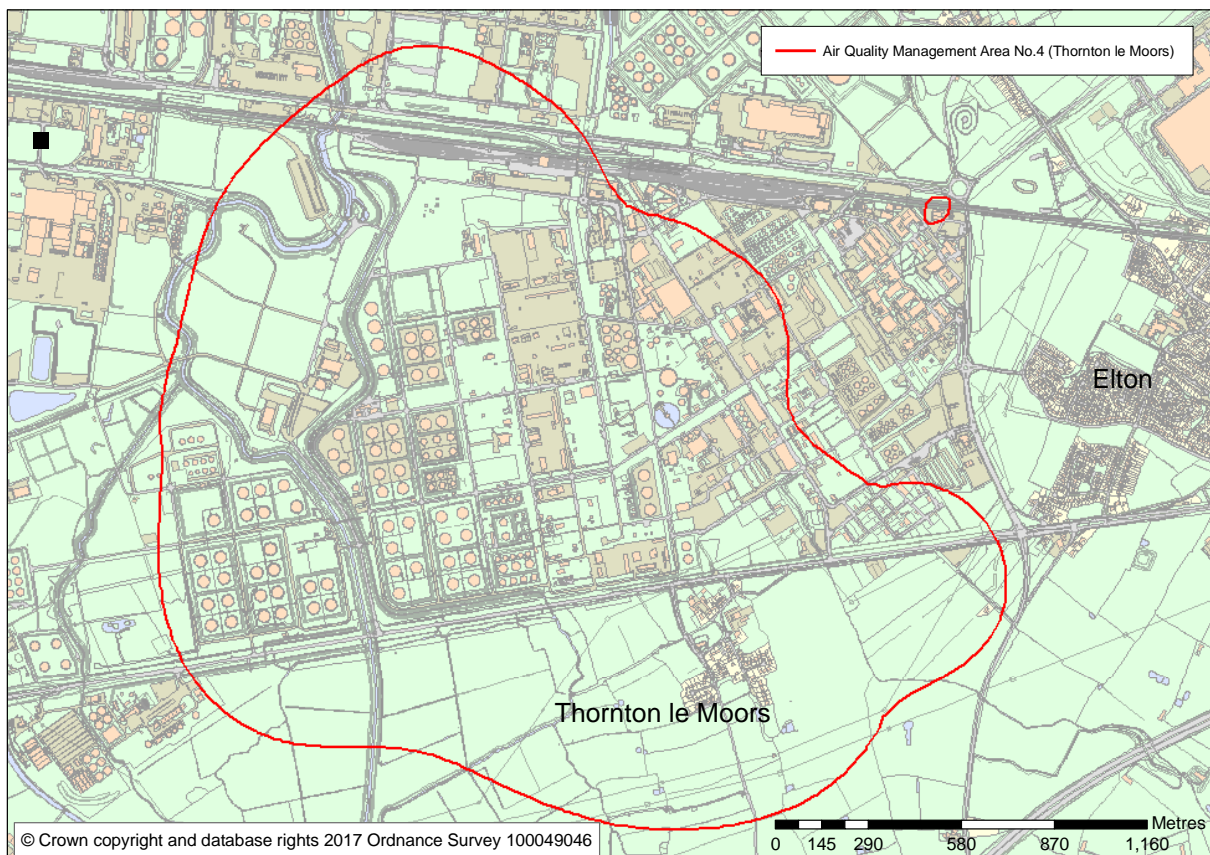 Air Quality Management Area No.4 (Thornton le Moors)
Elton
Thornton le Moors
© Crown copyright and database rights 2017 Ordnance Survey 100049046
Metres
0 145 290 580 870 1,160